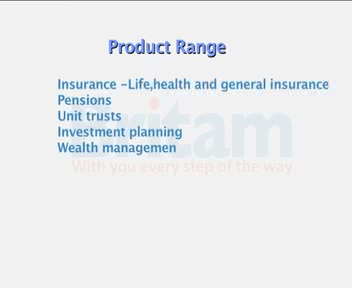 Product Range
Insurance -Life,health and general insurance
Pensions
Unit trusts
Investment planning
Wealth managemen
Britam
With you every step of the way